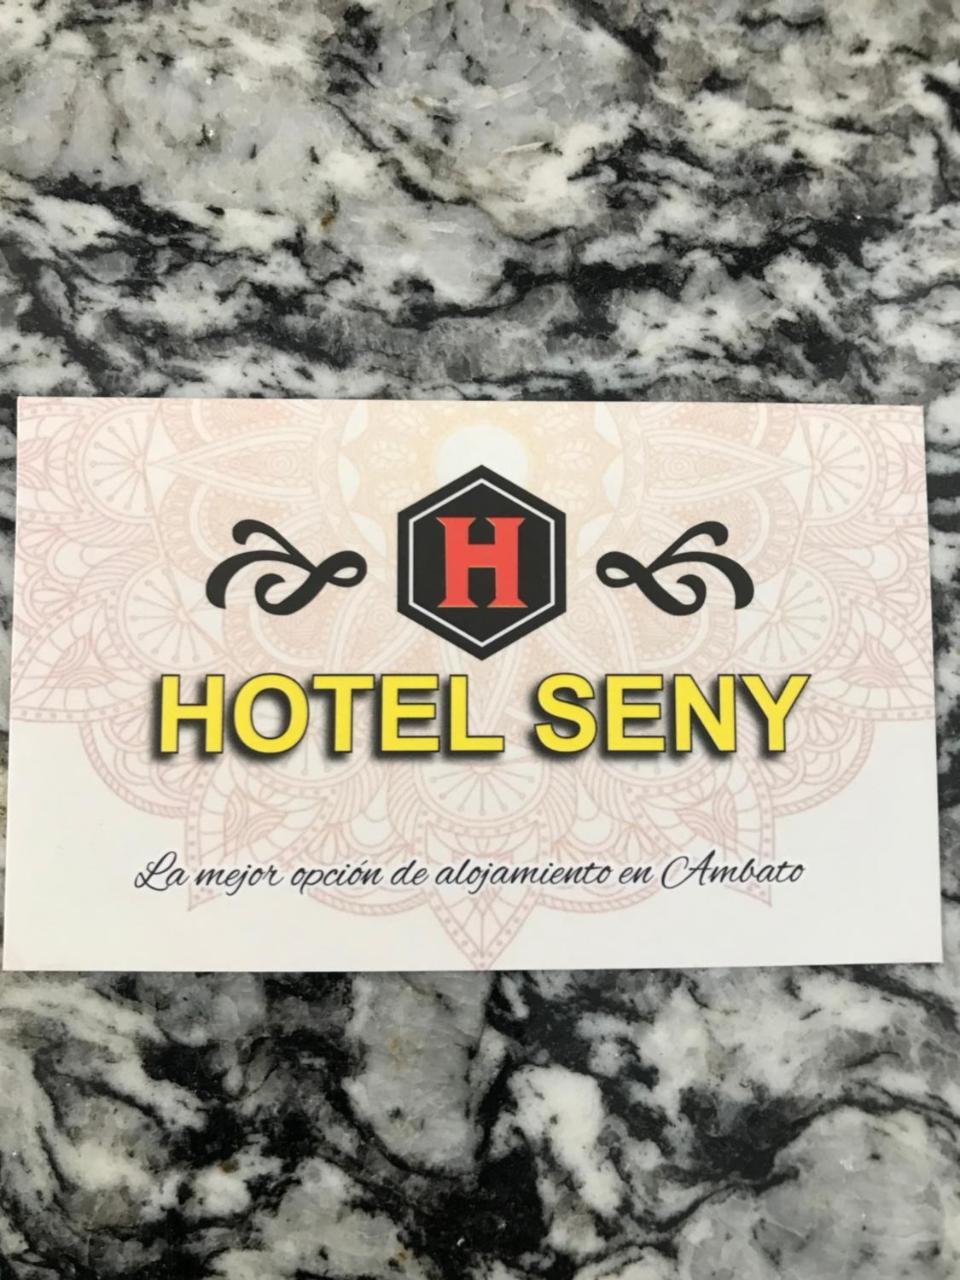 H
HOTEL SENY
La mejor opción de alojamiento en Ambato